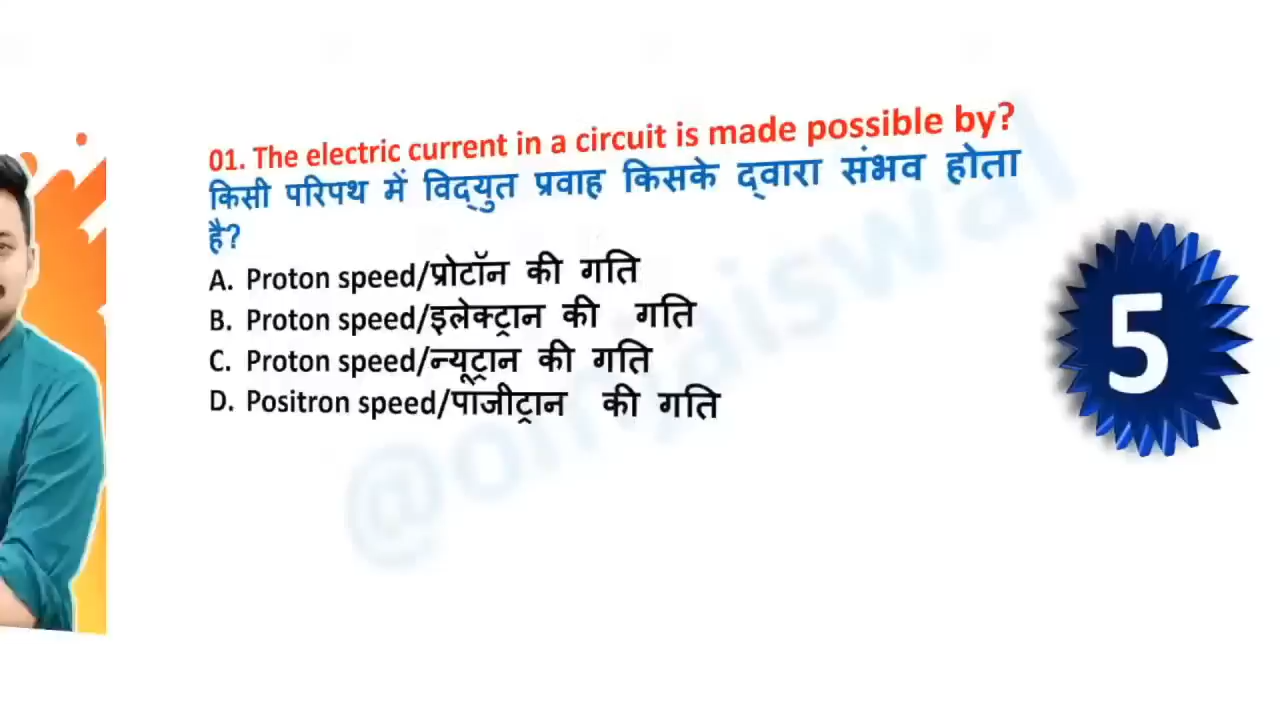 01. The electric current in a circuit is made possible by?
किसी परिपथ में विद्युत प्रवाह किसके द्वारा संभव होता
है?
A. Proton speed/प्रोटॉन की गति
B. Proton speed/इलेक्ट्रान की गति
C. Proton speed/न्यूट्रान की गति
D. Positron speed/पाजीट्रान की गति
5